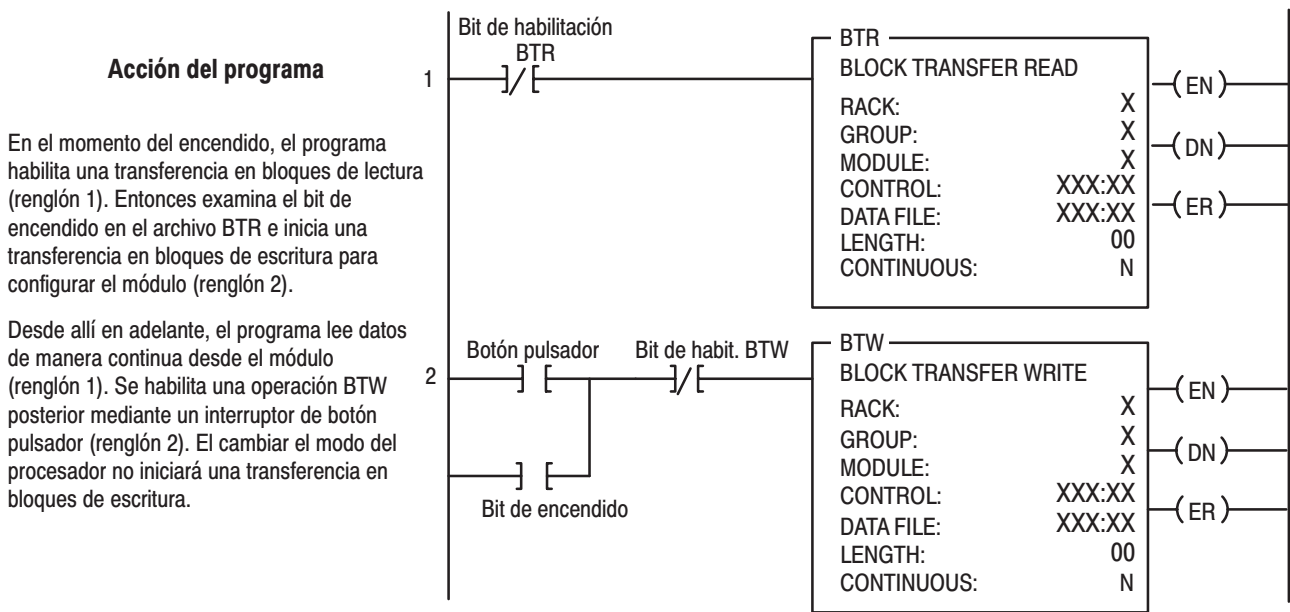 Acción del programa
En el momento del encendido, el programa
habilita una transferencia en bloques de lectura
(renglón 1). Entonces examina el bit de
encendido en el archivo BTR e inicia una
transferencia en bloques de escritura para
configurar el módulo (renglón 2).
Desde allí en adelante, el programa lee datos
de manera continua desde el módulo
(renglón 1). Se habilita una operación BTW
posterior mediante un interruptor de botón
pulsador (renglón 2). El cambiar el modo del
procesador no iniciará una transferencia en
bloques de escritura.
1
Bit de habilitación
BTR
BTR
BLOCK TRANSFER READ
RACK: X
GROUP: X
MODULE: X
CONTROL: XXX:XX
DATA FILE: XXX:XX
LENGTH: 00
CONTINUOUS: N
EN
DN
ER
2
Botón pulsador
Bit de habit. BTW
Bit de encendido
BTW
BLOCK TRANSFER WRITE
RACK: X
GROUP: X
MODULE: X
CONTROL: XXX:XX
DATA FILE: XXX:XX
LENGTH: 00
CONTINUOUS: N
EN
DN
ER